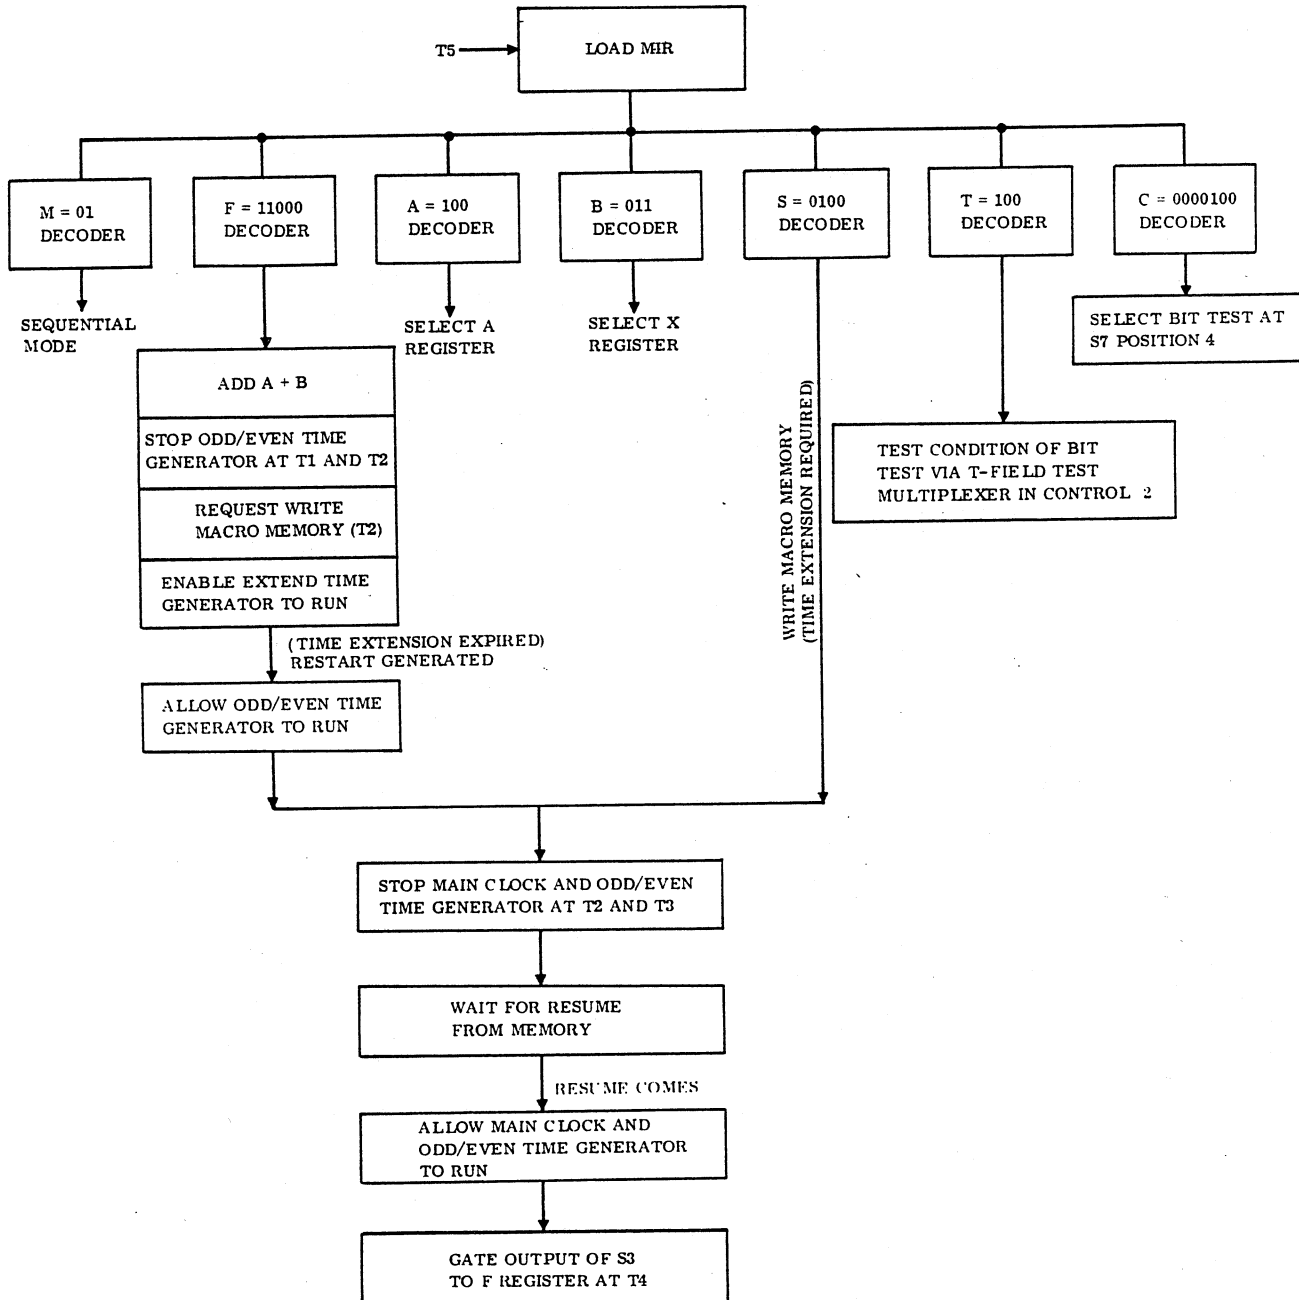 T5
LOAD MIR
M = 01
DECODER
F = 11000
DECODER
A = 100
DECODER
B = 011
DECODER
S = 0100
DECODER
T = 100
DECODER
C = 0000100
DECODER
SEQUENTIAL
MODE
SELECT A
REGISTER
SELECT X
REGISTER
SELECT BIT TEST AT
S7 POSITION 4
ADD A + B
STOP ODD/EVEN TIME
GENERATOR AT T1 AND T2
REQUEST WRITE
MACRO MEMORY (T2)
ENABLE EXTEND TIME
GENERATOR TO RUN
(TIME EXTENSION EXPIRED)
RESTART GENERATED
ALLOW ODD/EVEN TIME
GENERATOR TO RUN
WRITE MACRO MEMORY
(TIME EXTENSION REQUIRED)
TEST CONDITION OF BIT
TEST VIA T-FIELD TEST
MULTIPLEXER IN CONTROL 2
STOP MAIN CLOCK AND ODD/EVEN
TIME GENERATOR AT T2 AND T3
WAIT FOR RESUME
FROM MEMORY
RESUME COMES
ALLOW MAIN CLOCK AND
ODD/EVEN TIME GENERATOR
TO RUN
GATE OUTPUT OF S3
TO F REGISTER AT T4